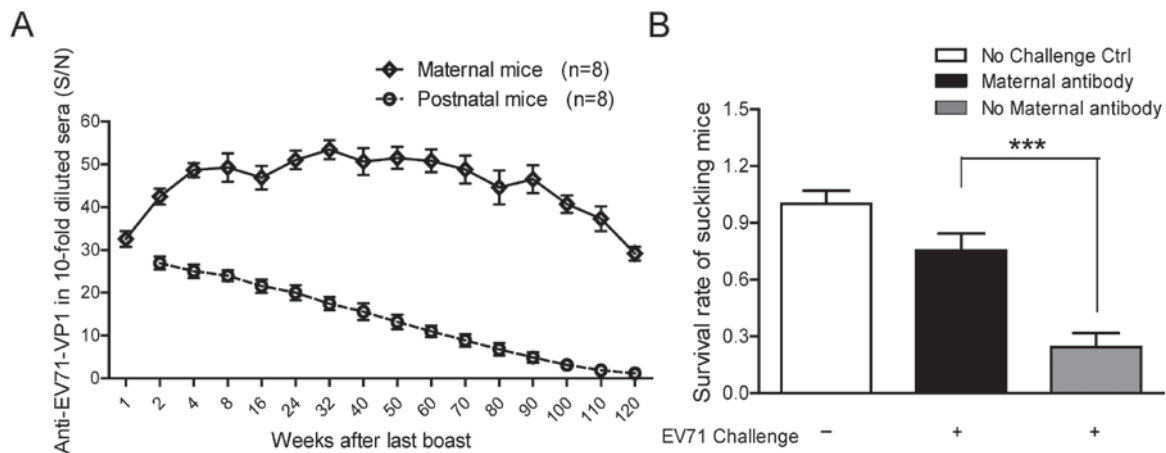 A
Anti-EV71-VP1 in 10-fold diluted sera (S/N)
Maternal mice (n=8)
Postnatal mice (n=8)
60
50
40
30
20
10
0
1 2 4 8 16 24 32 40 50 60 70 80 90 100 110 120
Weeks after last boast
B
No Challenge Ctrl
Maternal antibody
No Maternal antibody
Survival rate of suckling mice
1.5
1.2
0.9
0.6
0.3
0.0
***
EV71 Challenge − + +